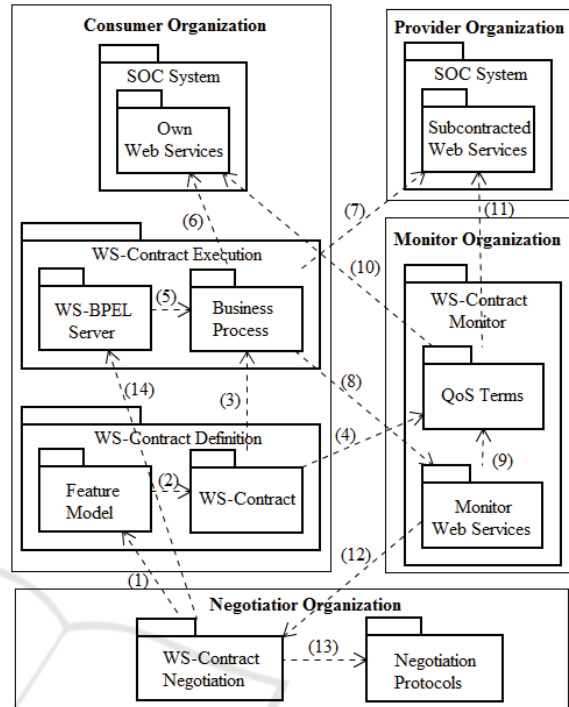 Consumer Organization
Provider Organization
SOC System
SOC System
Own
Web Services
Subcontracted
Web Services
(6)
(7)
(11)
(10)
Monitor Organization
WS-Contract Execution
WS-Contract
Monitor
WS-BPEL
Server
(5)
Business
Process
QoS Terms
(14)
(3)
(8)
(4)
(9)
WS-Contract Definition
Feature
Model
(2)
WS-Contract
Monitor
Web Services
(1)
(12)
Negotiatior Organization
WS-Contract
Negotiation
(13)
Negotiation
Protocols